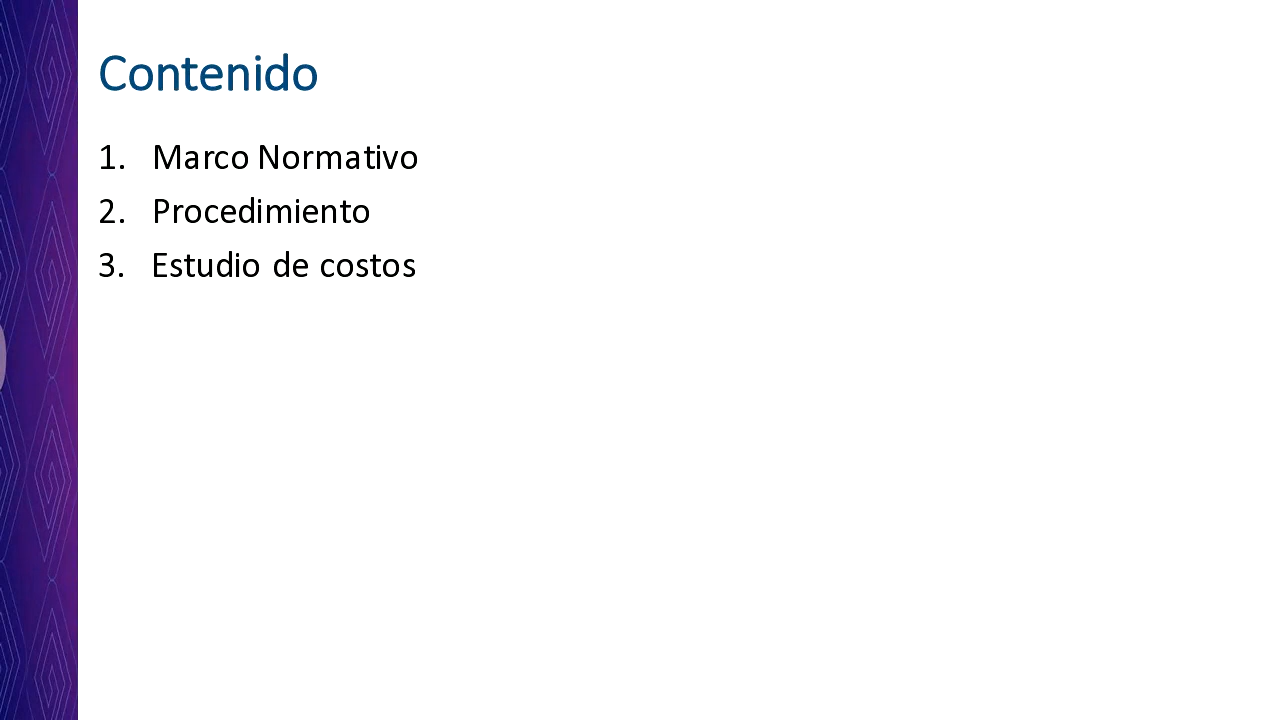 Contenido
1. Marco Normativo
2. Procedimiento
3. Estudio de costos